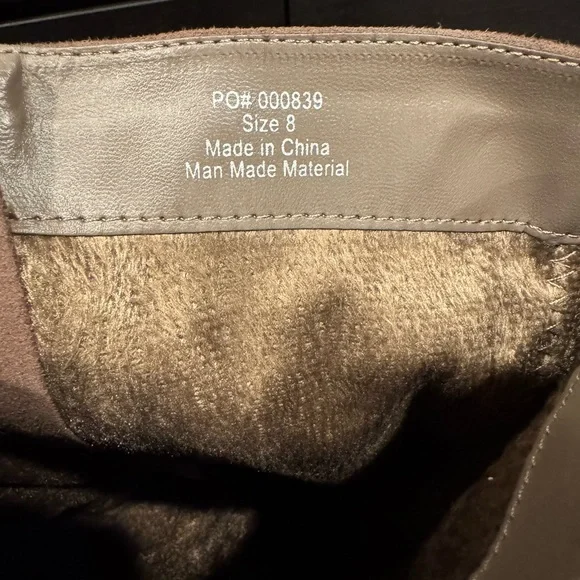 PO# 000839
Size 8
Made in China
Man Made Material